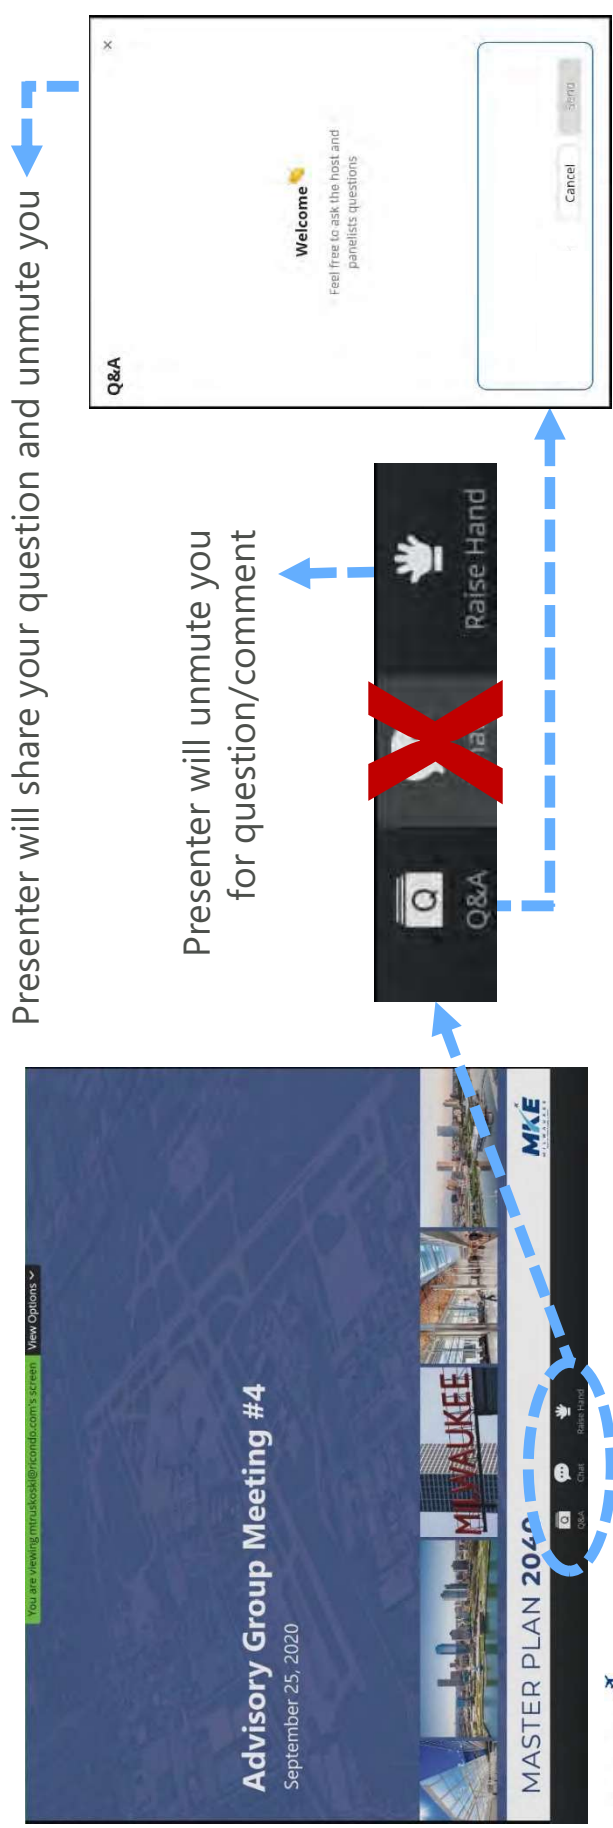 You are viewing mtruskoski@ricondo.com's screen View Options
Advisory Group Meeting #4
September 25, 2020
MILWAUKEE
MASTER PLAN 2040
MKE
MILWAUKEE
Q&A Chat Raise Hand
Presenter will share your question and unmute you
Presenter will unmute you
for question/comment
Q
Q&A
Raise Hand
Q&A
×
Welcome
Feel free to ask the host and
panelists questions
Cancel
Send